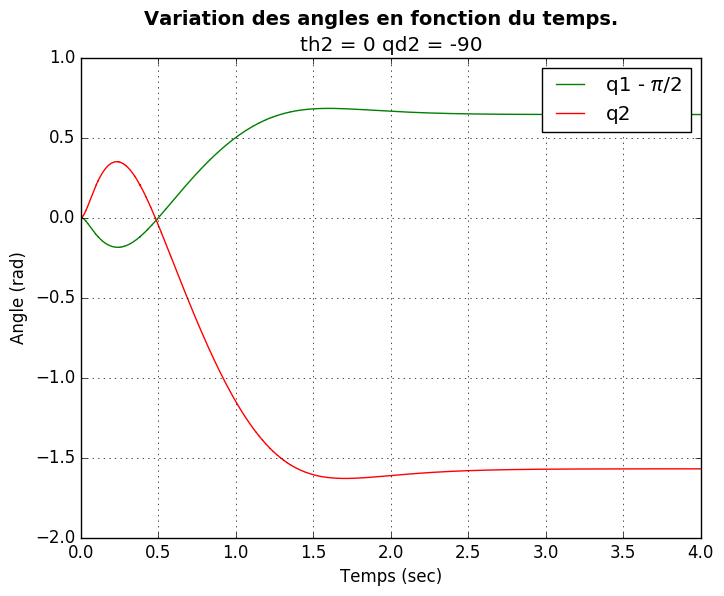 Variation des angles en fonction du temps.
th2 = 0 qd2 = -90
q1 - π/2
q2
1.0
0.5
0.0
−0.5
−1.0
−1.5
−2.0
Angle (rad)
0.0 0.5 1.0 1.5 2.0 2.5 3.0 3.5 4.0
Temps (sec)